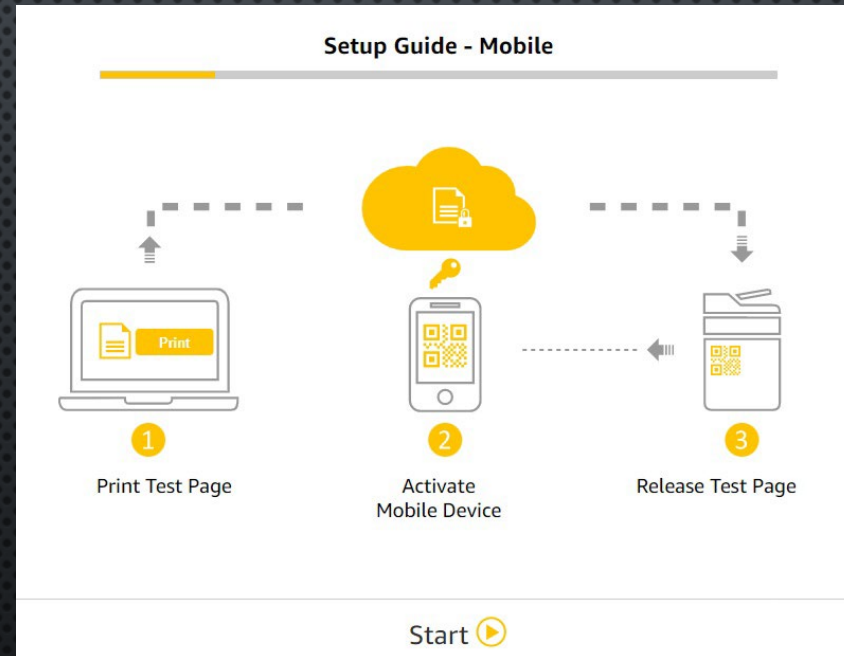 Setup Guide - Mobile
Print
1
2
3
Print Test Page
Activate
Mobile Device
Release Test Page
Start